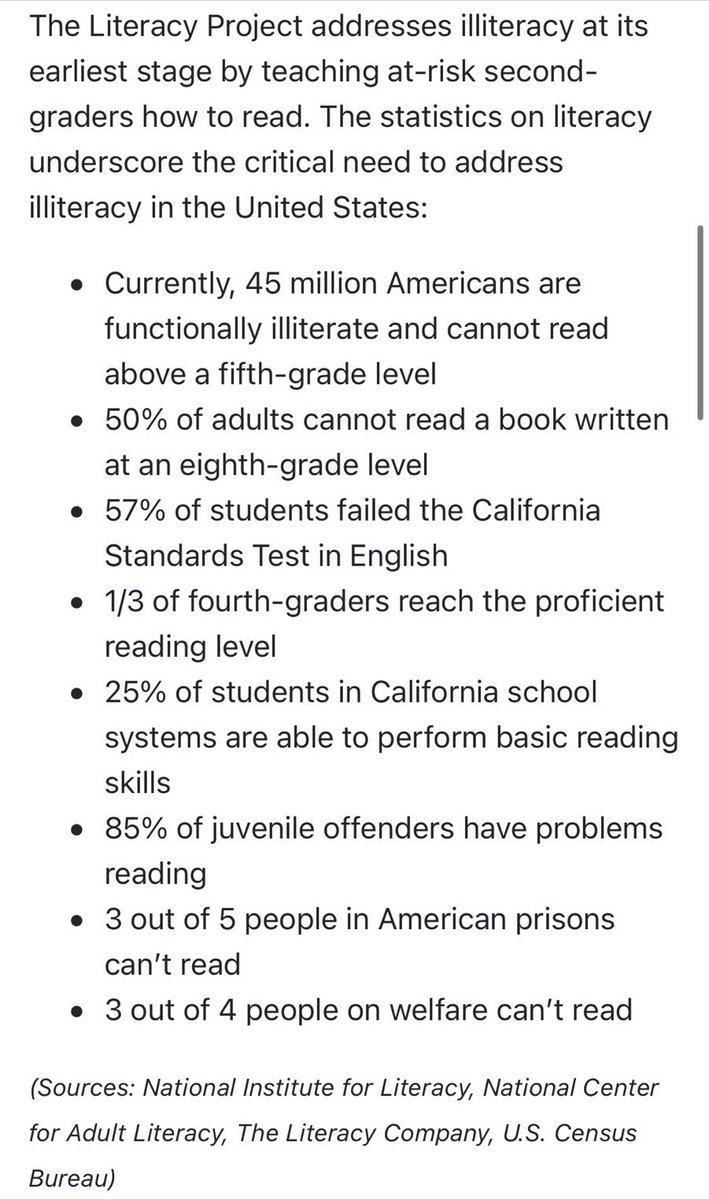 The Literacy Project addresses illiteracy at its
earliest stage by teaching at-risk second-
graders how to read. The statistics on literacy
underscore the critical need to address
illiteracy in the United States:
• Currently, 45 million Americans are
functionally illiterate and cannot read
above a fifth-grade level
• 50% of adults cannot read a book written
at an eighth-grade level
• 57% of students failed the California
Standards Test in English
• 1/3 of fourth-graders reach the proficient
reading level
• 25% of students in California school
systems are able to perform basic reading
skills
• 85% of juvenile offenders have problems
reading
• 3 out of 5 people in American prisons
can’t read
• 3 out of 4 people on welfare can’t read
(Sources: National Institute for Literacy, National Center
for Adult Literacy, The Literacy Company, U.S. Census
Bureau)